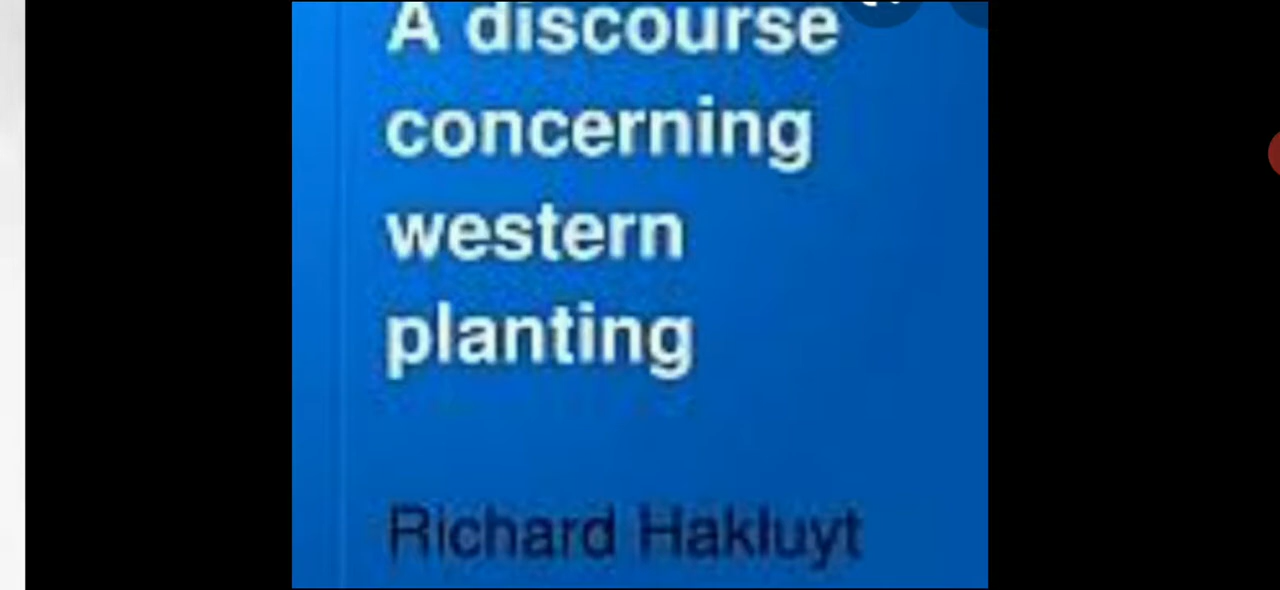 A discourse
concerning
western
planting
Richard Hakluyt